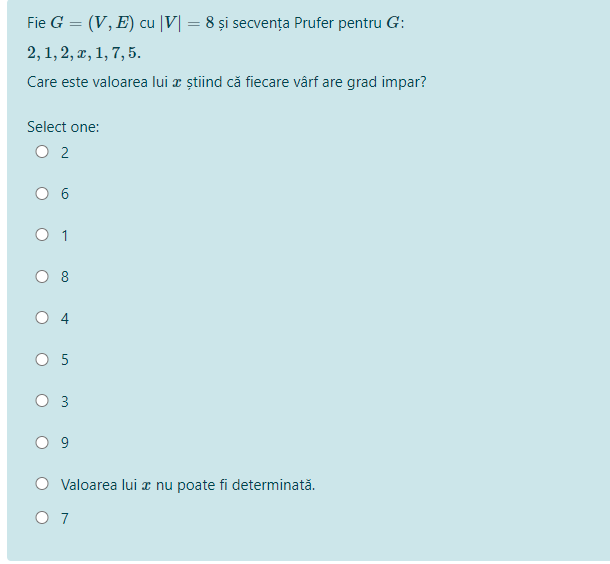 Fie G = (V, E) cu |V| = 8 și secvența Prufer pentru G:
2, 1, 2, x, 1, 7, 5.
Care este valoarea lui x știind că fiecare vârf are grad impar?
Select one:
2
6
1
8
4
5
3
9
Valoarea lui x nu poate fi determinată.
7